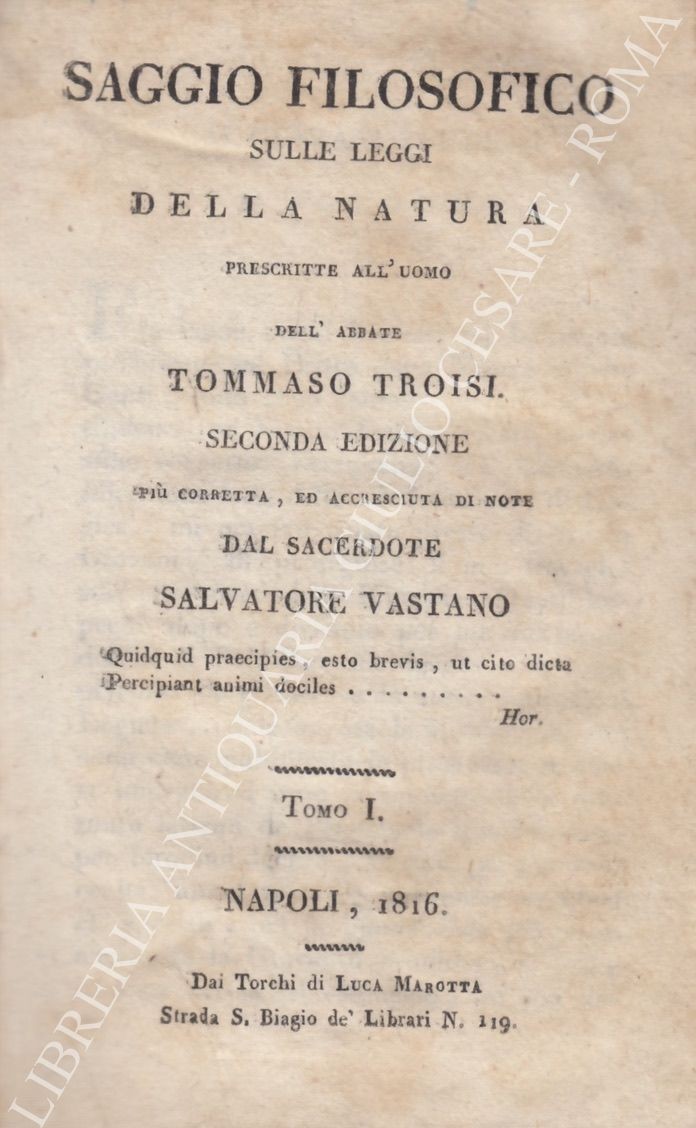 SAGGIO FILOSOFICO
SULLE LEGGI
DELLA NATURA
PRESCRITTE ALL' UOMO
DELL' ABBATE
TOMMASO TROISI.
SECONDA EDIZIONE
PIÙ CORRETTA , ED ACCRESCIUTA DI NOTE
DAL SACERDOTE
SALVATORE VASTANO
Quidquid praecipies, esto brevis , ut cito dicta
Percipiant animi dociles . . . . . . . . . .
Hor.
TOMO I.
NAPOLI , 1816.
Dai Torchi di LUCA MAROTTA
Strada S. Biagio de' Librari N. 119.
LIBRERIA ANTIQUARIA GIULIO CESARE - ROMA